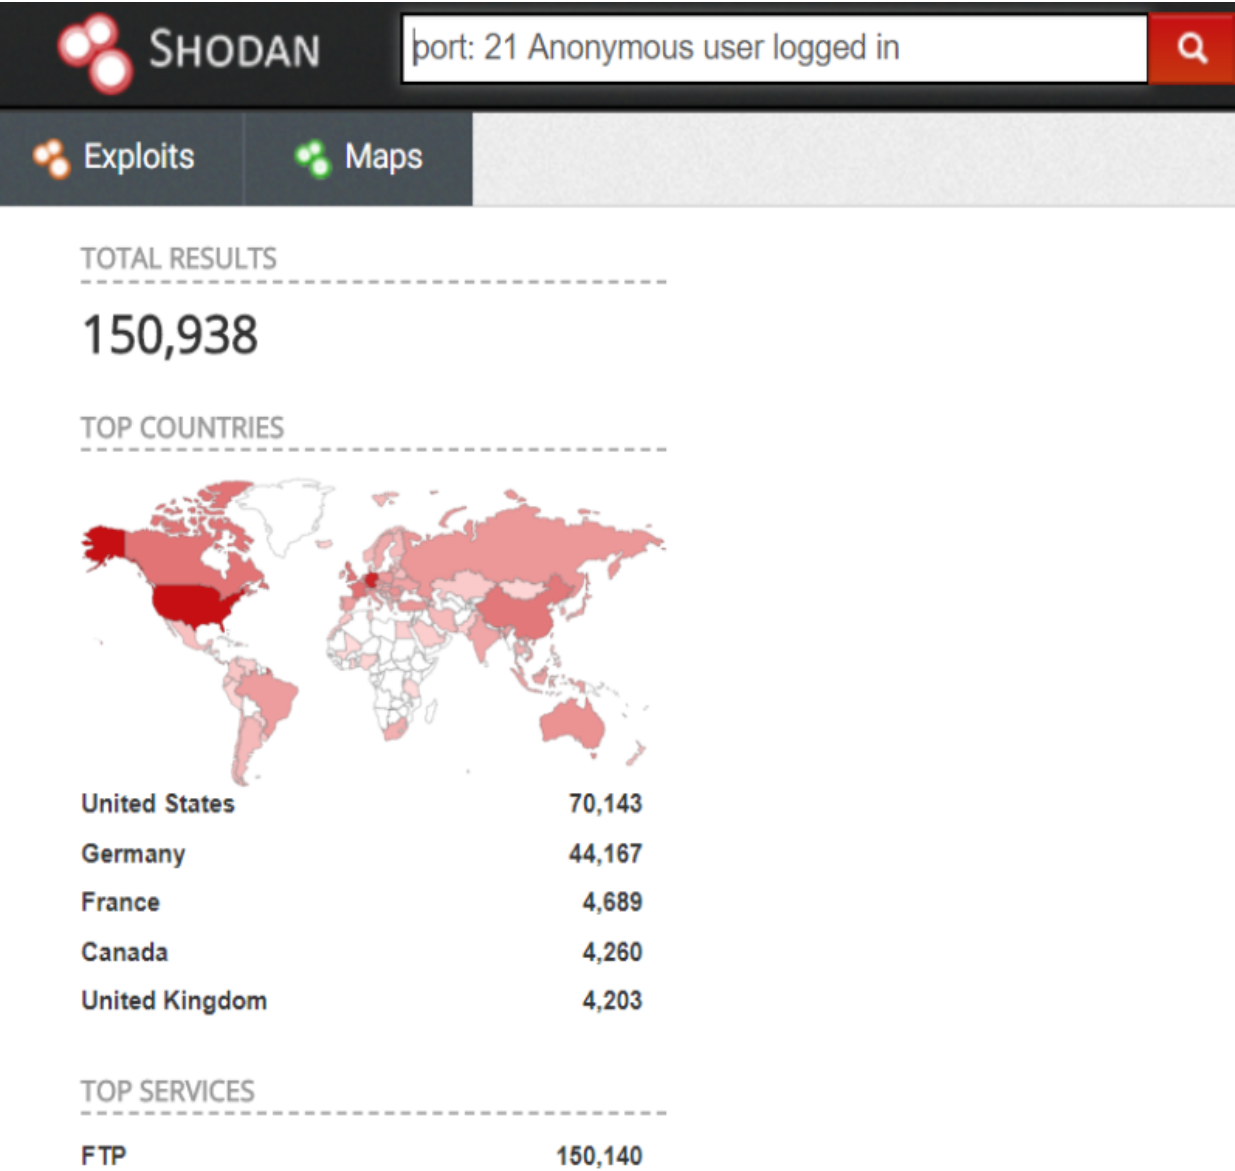 SHODAN
port: 21 Anonymous user logged in
Exploits
Maps
TOTAL RESULTS
150,938
TOP COUNTRIES
United States 70,143
Germany 44,167
France 4,689
Canada 4,260
United Kingdom 4,203
TOP SERVICES
FTP 150,140